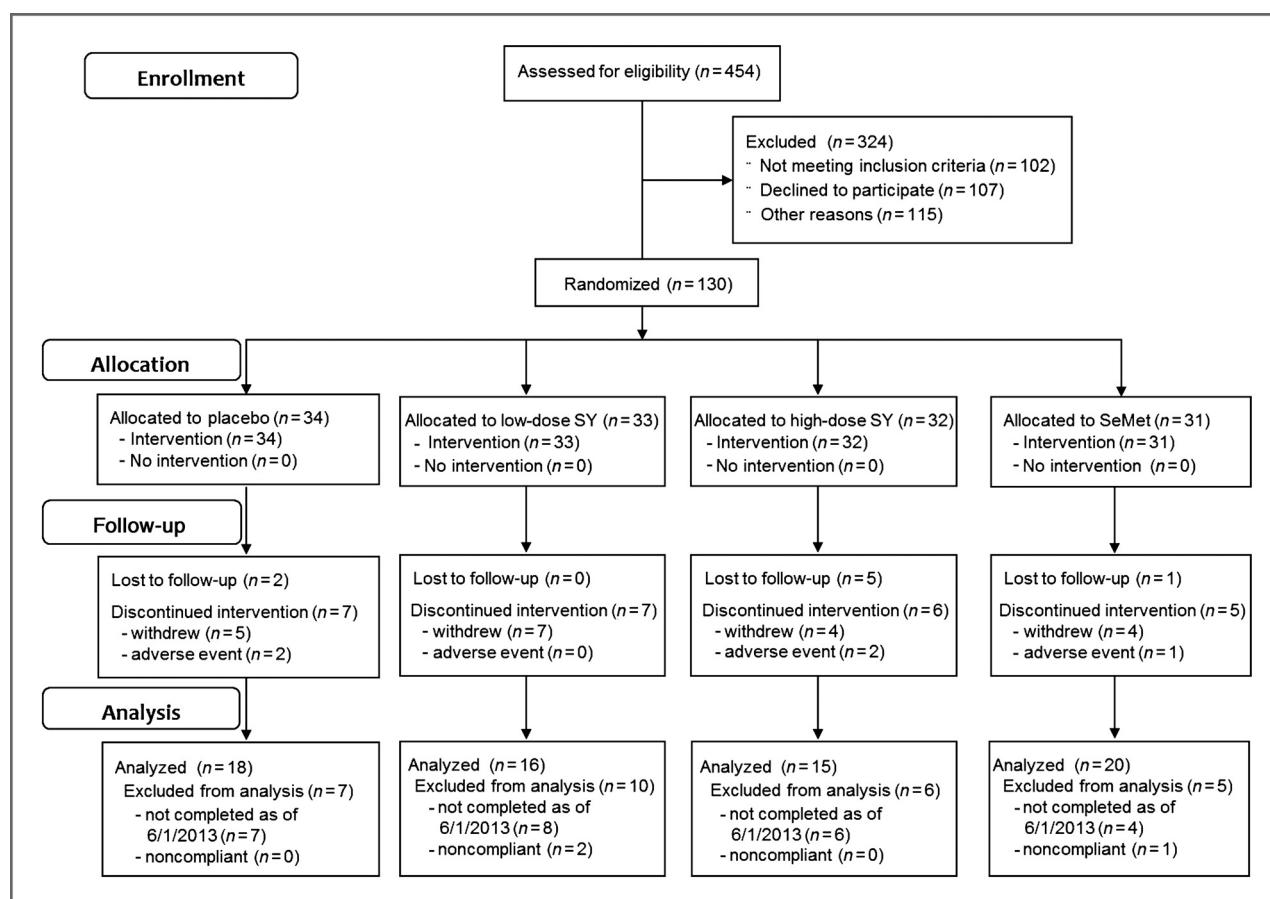 Enrollment
Assessed for eligibility (n=454)
Excluded (n=324)
¨ Not meeting inclusion criteria (n=102)
¨ Declined to participate (n=107)
¨ Other reasons (n=115)
Randomized (n=130)
Allocation
Allocated to placebo (n=34)
- Intervention (n=34)
- No intervention (n=0)
Allocated to low-dose SY (n=33)
- Intervention (n=33)
- No intervention (n=0)
Allocated to high-dose SY (n=32)
- Intervention (n=32)
- No intervention (n=0)
Allocated to SeMet (n=31)
- Intervention (n=31)
- No intervention (n=0)
Follow-up
Lost to follow-up (n=2)
Discontinued intervention (n=7)
- withdrew (n=5)
- adverse event (n=2)
Lost to follow-up (n=0)
Discontinued intervention (n=7)
- withdrew (n=7)
- adverse event (n=0)
Lost to follow-up (n=5)
Discontinued intervention (n=6)
- withdrew (n=4)
- adverse event (n=2)
Lost to follow-up (n=1)
Discontinued intervention (n=5)
- withdrew (n=4)
- adverse event (n=1)
Analysis
Analyzed (n=18)
Excluded from analysis (n=7)
- not completed as of
6/1/2013 (n=7)
- noncompliant (n=0)
Analyzed (n=16)
Excluded from analysis (n=10)
- not completed as of
6/1/2013 (n=8)
- noncompliant (n=2)
Analyzed (n=15)
Excluded from analysis (n=6)
- not completed as of
6/1/2013 (n=6)
- noncompliant (n=0)
Analyzed (n=20)
Excluded from analysis (n=5)
- not completed as of
6/1/2013 (n=4)
- noncompliant (n=1)